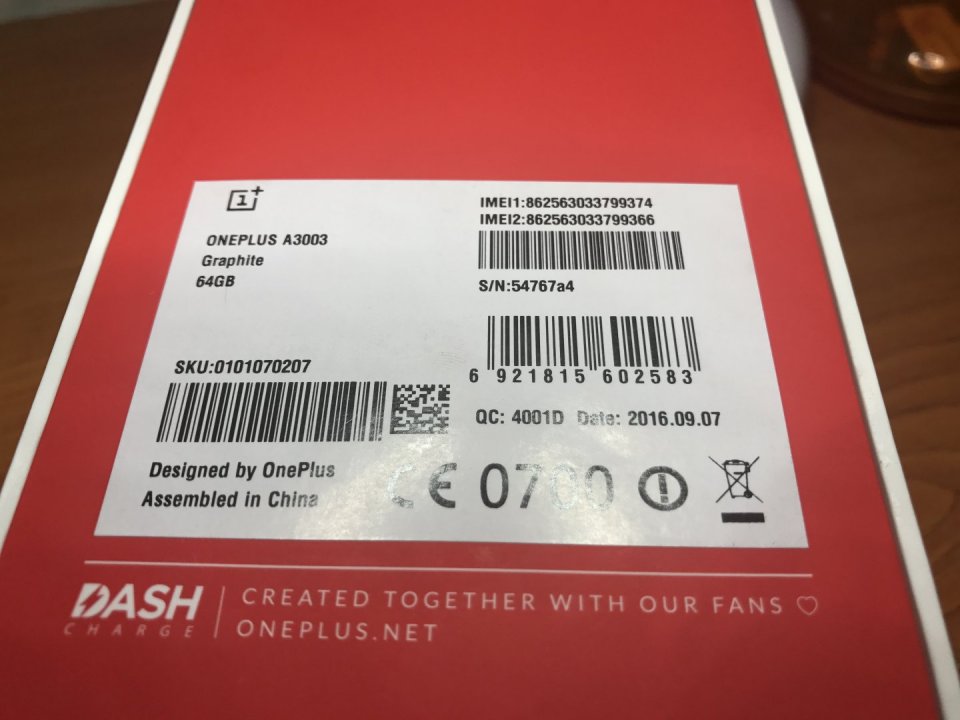 ONEPLUS A3003
Graphite
64GB
IMEI1:862563033799374
IMEI2:862563033799366
S/N:54767a4
6 921815 602583
SKU:0101070207
QC: 4001D Date: 2016.09.07
Designed by OnePlus
Assembled in China
CE 0700
DASH CHARGE
CREATED TOGETHER WITH OUR FANS ♡
ONEPLUS.NET